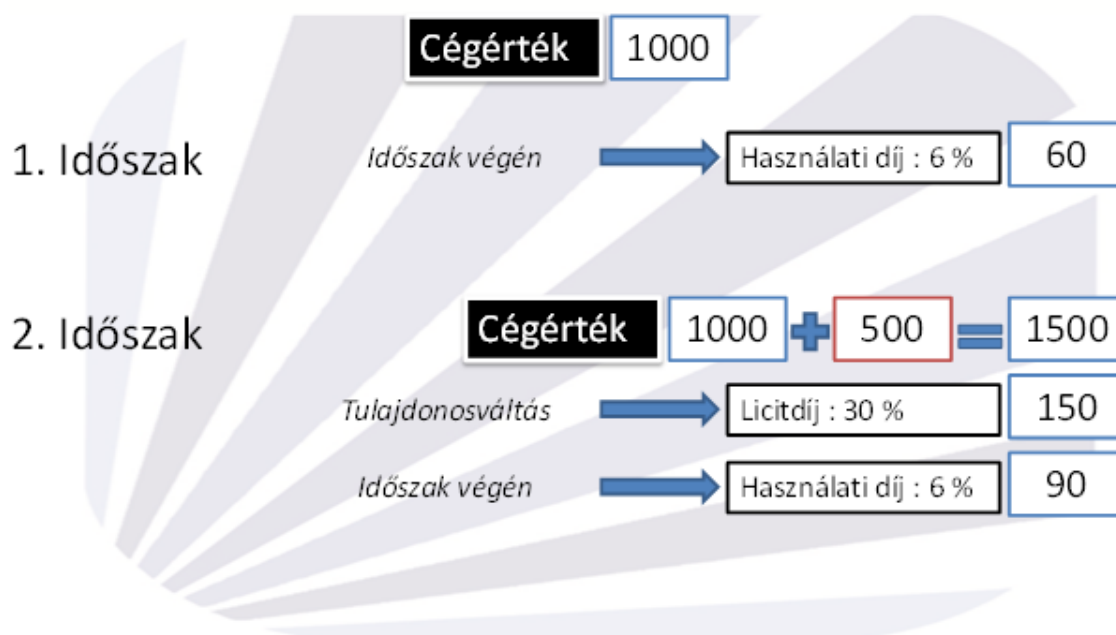 Cégérték 1000
1. Időszak Időszak végén Használati díj : 6 % 60
2. Időszak Cégérték 1000 + 500 = 1500
Tulajdonosváltás Licitdíj : 30 % 150
Időszak végén Használati díj : 6 % 90